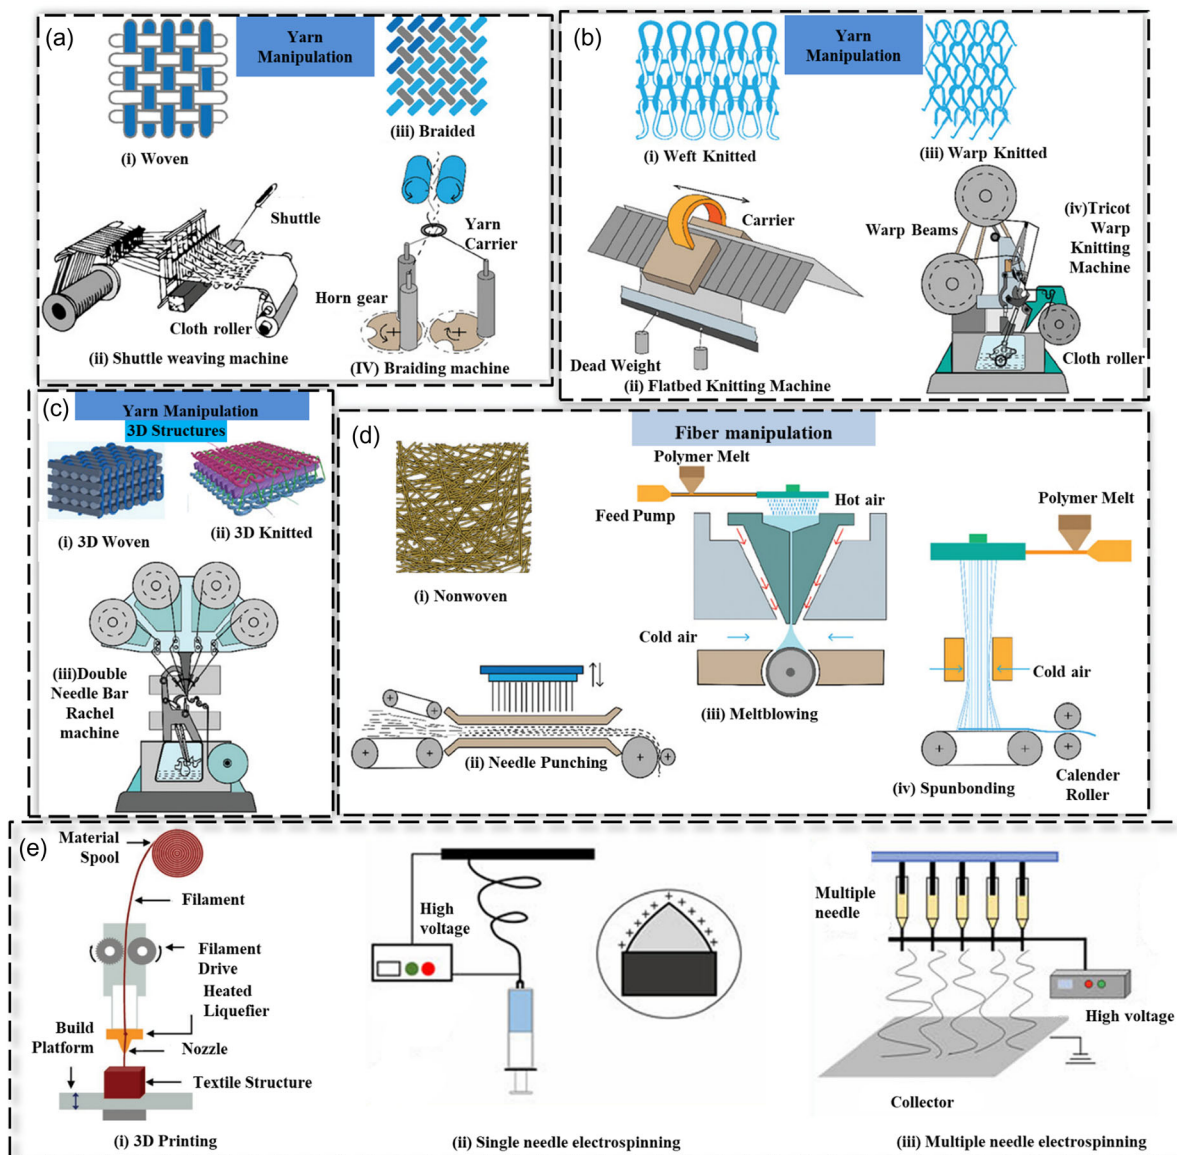 (a)
Yarn
Manipulation
(i) Woven
(iii) Braided
Shuttle
Cloth roller
(ii) Shuttle weaving machine
Yarn
Carrier
Horn gear
(IV) Braiding machine
(b)
Yarn
Manipulation
(i) Weft Knitted
(iii) Warp Knitted
Carrier
Dead Weight
(ii) Flatbed Knitting Machine
Warp Beams
(iv)Tricot
Warp
Knitting
Machine
Cloth roller
(c)
Yarn Manipulation
3D Structures
(i) 3D Woven
(ii) 3D Knitted
(iii)Double
Needle Bar
Rachel
machine
(d)
Fiber manipulation
(i) Nonwoven
Polymer Melt
Feed Pump
Hot air
Cold air
(iii) Meltblowing
(ii) Needle Punching
Polymer Melt
Cold air
(iv) Spunbonding
Calender
Roller
(e)
Material
Spool
Filament
Filament
Drive
Heated
Liquefier
Build
Platform
Nozzle
Textile Structure
(i) 3D Printing
High
voltage
(ii) Single needle electrospinning
Multiple
needle
High voltage
Collector
(iii) Multiple needle electrospinning